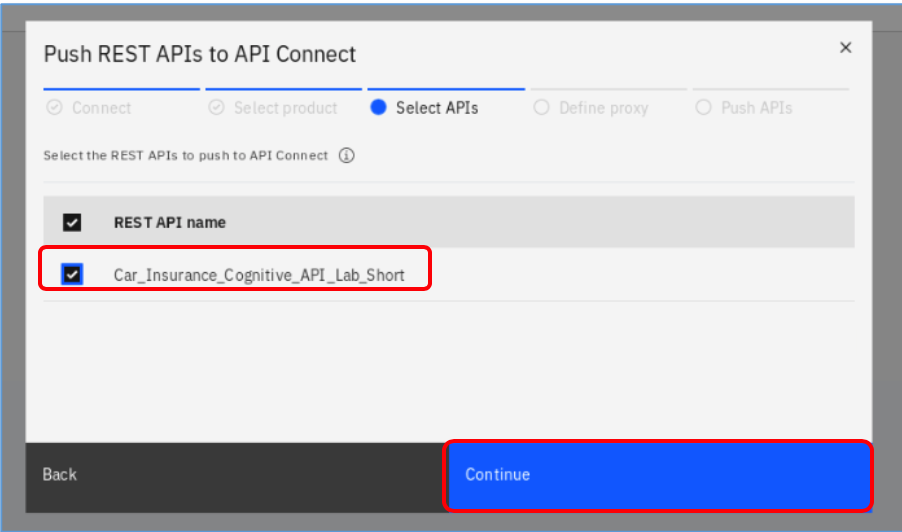 Push REST APIs to API Connect
Connect Select product Select APIs Define proxy Push APIs
Select the REST APIs to push to API Connect
REST API name
Car_Insurance_Cognitive_API_Lab_Short
Back Continue